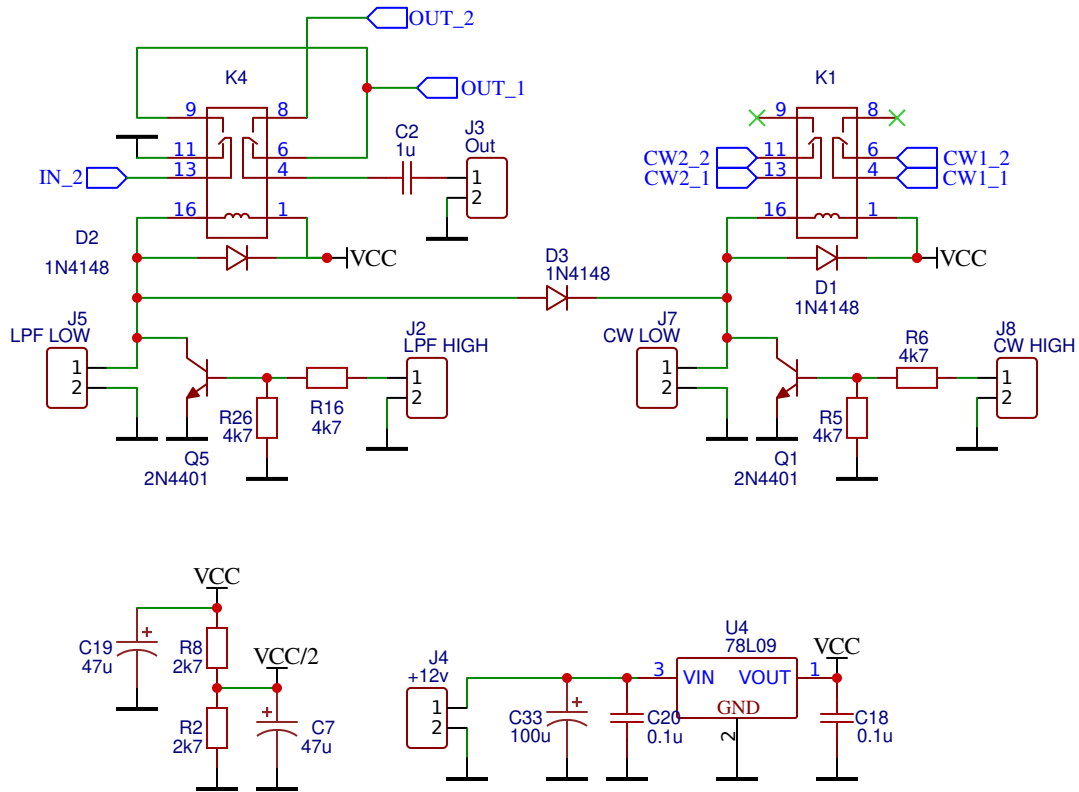 OUT_2
K4
K1
OUT_1
9
8
9
8
C2
1u
J3
Out
11
6
11
6
CW2_2
CW1_2
IN_2
13
4
1
13
4
CW2_1
CW1_1
2
16
1
16
1
D2
1N4148
VCC
D3
1N4148
VCC
D1
1N4148
J5
LPF LOW
J2
LPF HIGH
J7
CW LOW
R6
4k7
J8
CW HIGH
1
2
1
2
1
2
1
2
R26
4k7
R16
4k7
R5
4k7
Q5
2N4401
Q1
2N4401
VCC
C19
47u
+
R8
2k7
VCC/2
R2
2k7
+
C7
47u
J4
+12v
1
2
+
C33
100u
C20
0.1u
U4
78L09
3
VIN
VOUT
1
GND
2
VCC
C18
0.1u